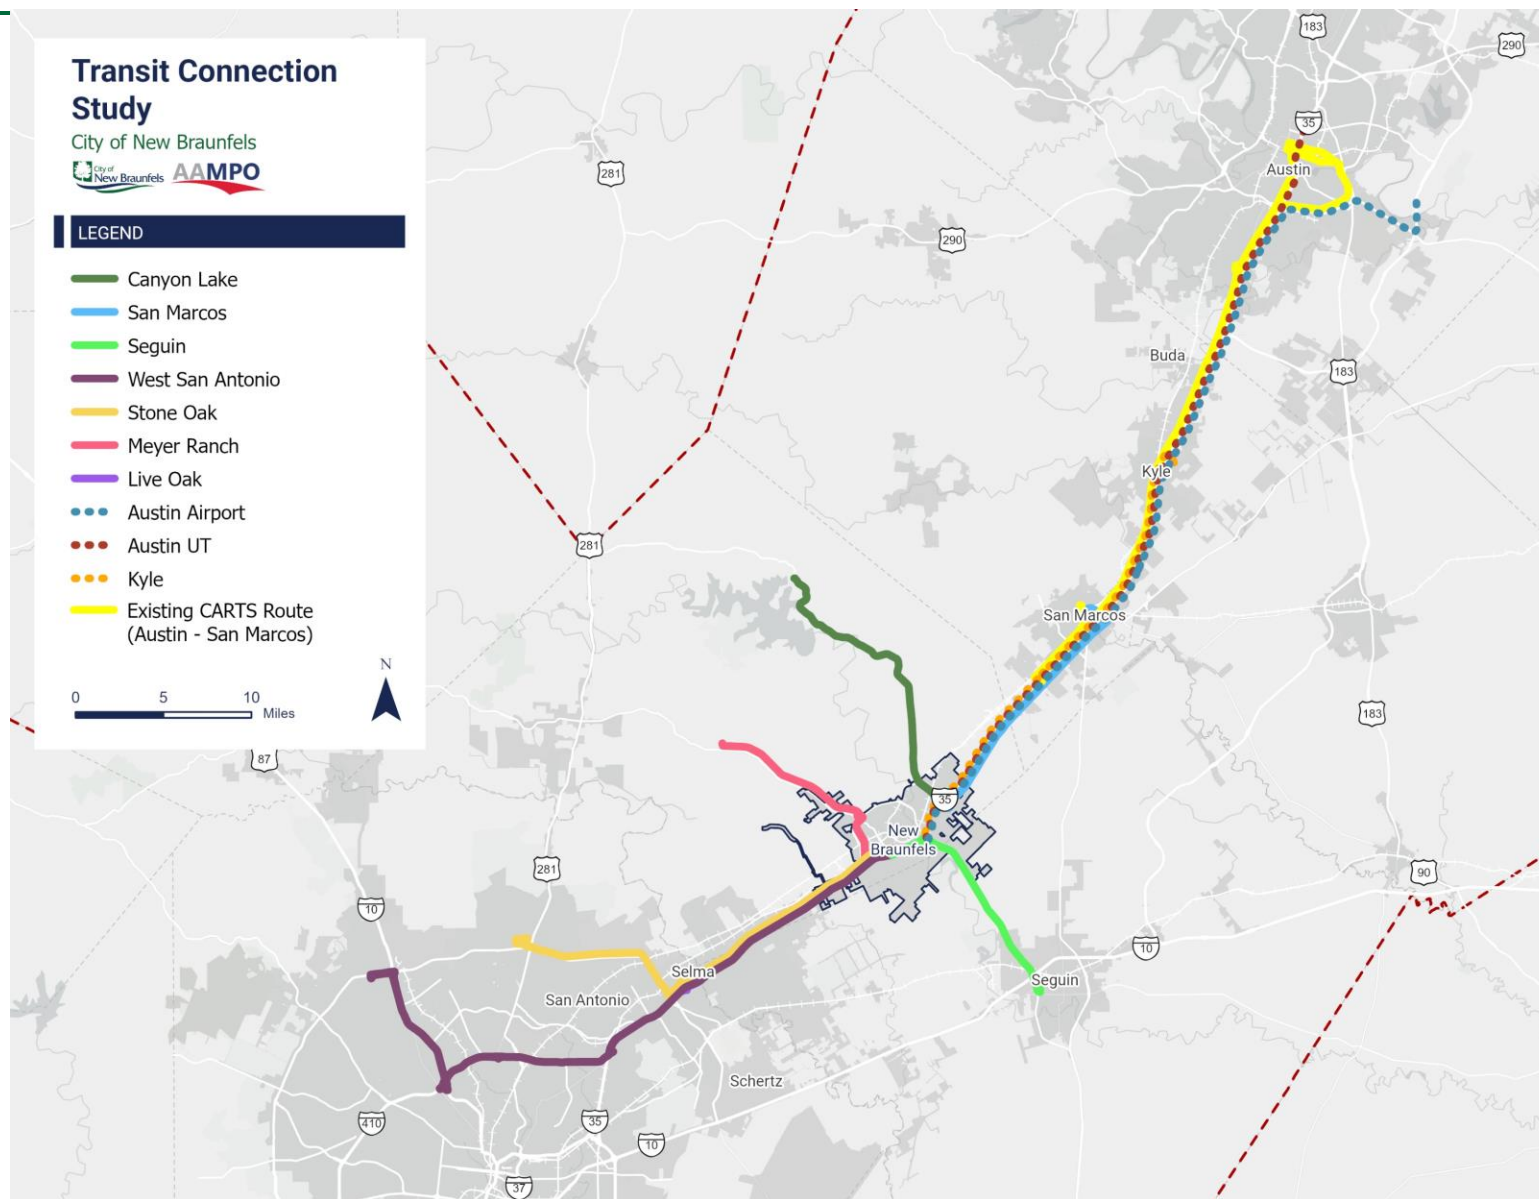 Transit Connection
Study
City of New Braunfels
City of
New Braunfels
AAMPO
LEGEND
Canyon Lake
San Marcos
Seguin
West San Antonio
Stone Oak
Meyer Ranch
Live Oak
Austin Airport
Austin UT
Kyle
Existing CARTS Route
(Austin - San Marcos)
N
0 5 10
Miles
183
290
35
281
Austin
290
Buda
183
Kyle
281
San Marcos
183
87
35
New
Braunfels
281
90
10
10
Selma
Seguin
San Antonio
Schertz
410
35
10
37